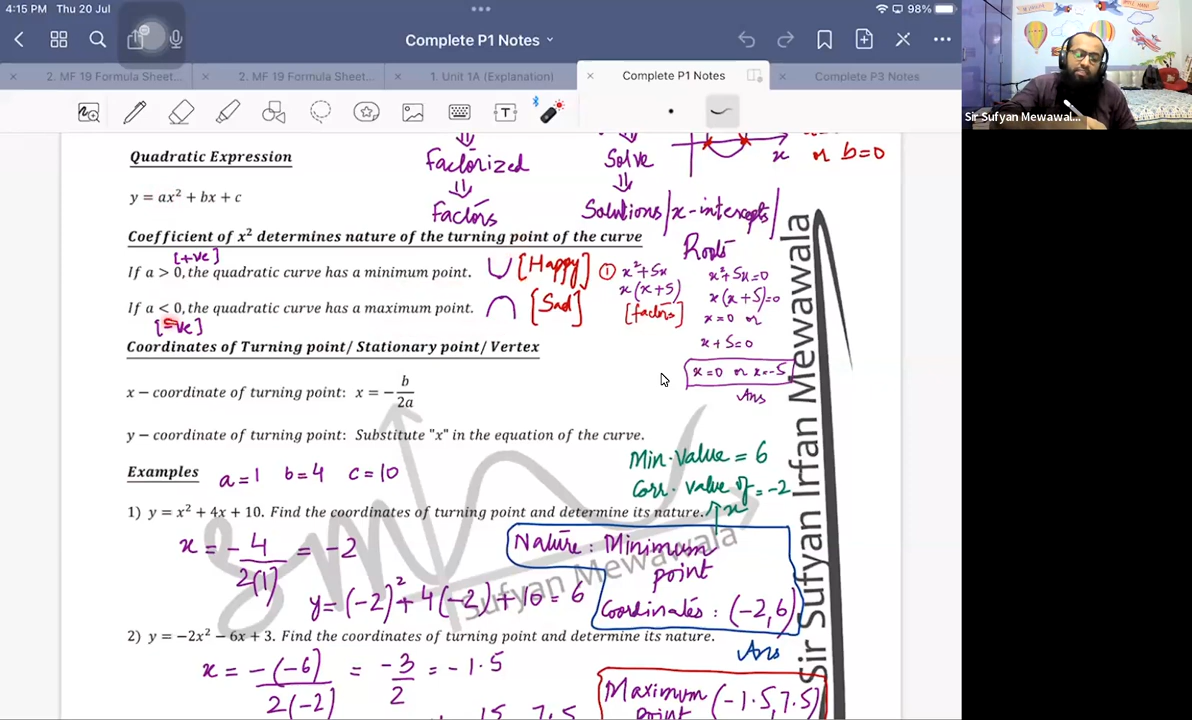 4:15 PM Thu 20 Jul
98%
Complete P1 Notes
2. MF 19 Formula Sheet...
2. MF 19 Formula Sheet...
1. Unit 1A (Explanation)
Complete P1 Notes
Complete P3 Notes
Sir Sufyan Mewawal...
Quadratic Expression
Factorized
Solve
x or b=0
y = ax² + bx + c
Factors
Solutions/x-intercepts/
Roots
Coefficient of x² determines nature of the turning point of the curve
[+ve]
If a > 0, the quadratic curve has a minimum point.
[Happy]
① x²+5x
x(x+5)
[factors]
x²+5x=0
x(x+5)=0
x=0 or
x+5=0
x=0 or x=-5
Ans
If a < 0, the quadratic curve has a maximum point.
[Sad]
[-ve]
Coordinates of Turning point/ Stationary point/ Vertex
x − coordinate of turning point: x = − b/2a
y − coordinate of turning point: Substitute "x" in the equation of the curve.
Min. Value = 6
Corr. Value of x = -2
Examples a=1 b=4 c=10
1) y = x² + 4x + 10. Find the coordinates of turning point and determine its nature.
x = -4/2(1) = -2
y = (-2)² + 4(-2) + 10 = 6
Nature: Minimum
point
Coordinates: (-2,6)
Ans
2) y = −2x² − 6x + 3. Find the coordinates of turning point and determine its nature.
x = -(-6)/2(-2) = -3/2 = -1.5
Maximum (-1.5, 7.5)
point
15 7.5
Sufyan Mewawala
Sir Sufyan Irfan Mewawala